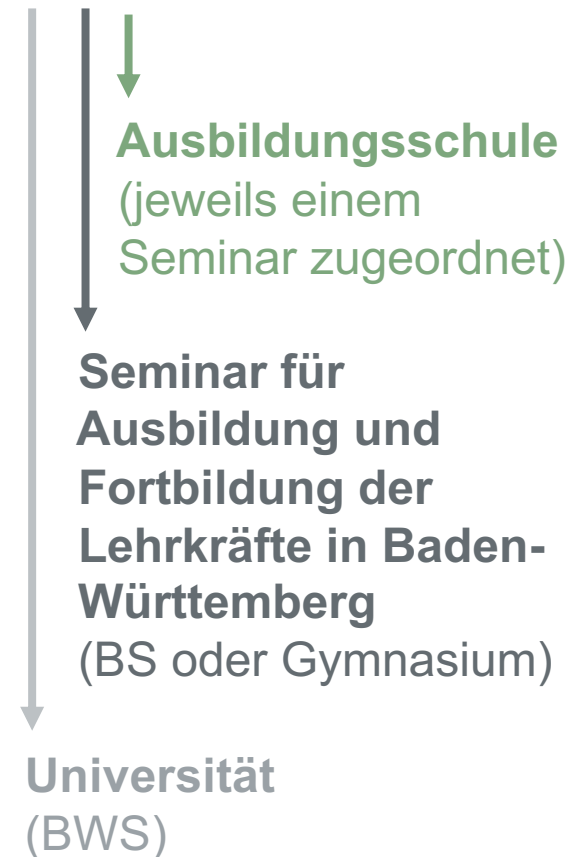 Ausbildungsschule
(jeweils einem
Seminar zugeordnet)
Seminar für
Ausbildung und
Fortbildung der
Lehrkräfte in Baden-
Württemberg
(BS oder Gymnasium)
Universität
(BWS)